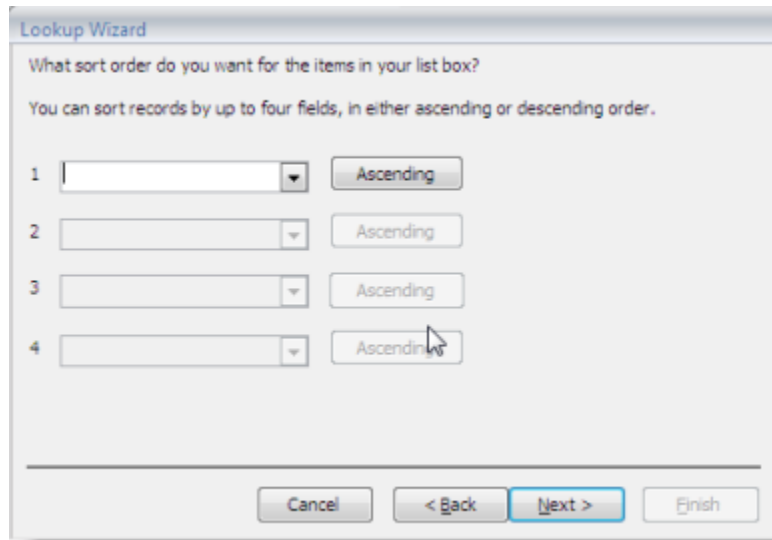 Lookup Wizard
What sort order do you want for the items in your list box?
You can sort records by up to four fields, in either ascending or descending order.
1 Ascending
2 Ascending
3 Ascending
4 Ascending
Cancel < Back Next > Finish